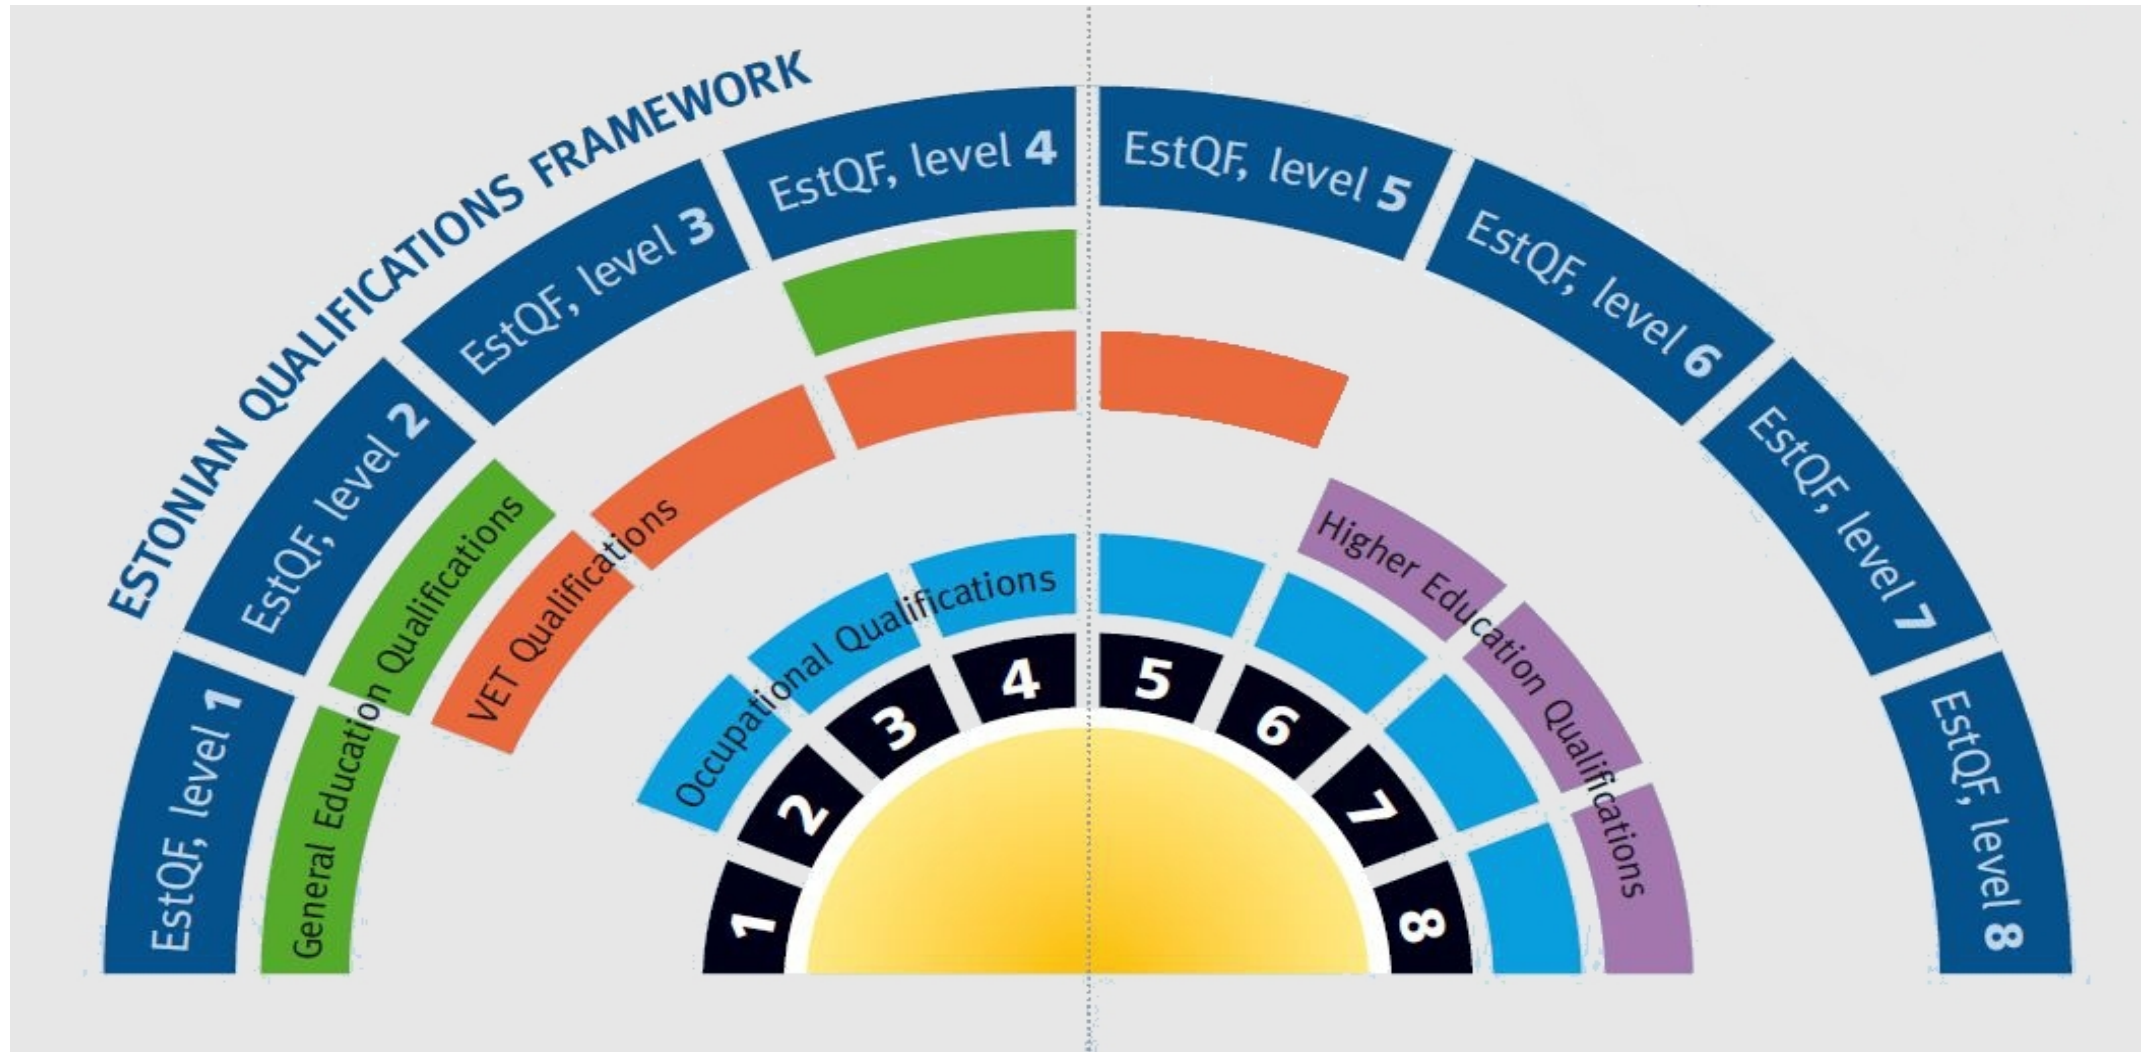 ESTONIAN QUALIFICATIONS FRAMEWORK
EstQF, level 1
EstQF, level 2
EstQF, level 3
EstQF, level 4
EstQF, level 5
EstQF, level 6
EstQF, level 7
EstQF, level 8
General Education Qualifications
VET Qualifications
Occupational Qualifications
Higher Education Qualifications
1
2
3
4
5
6
7
8